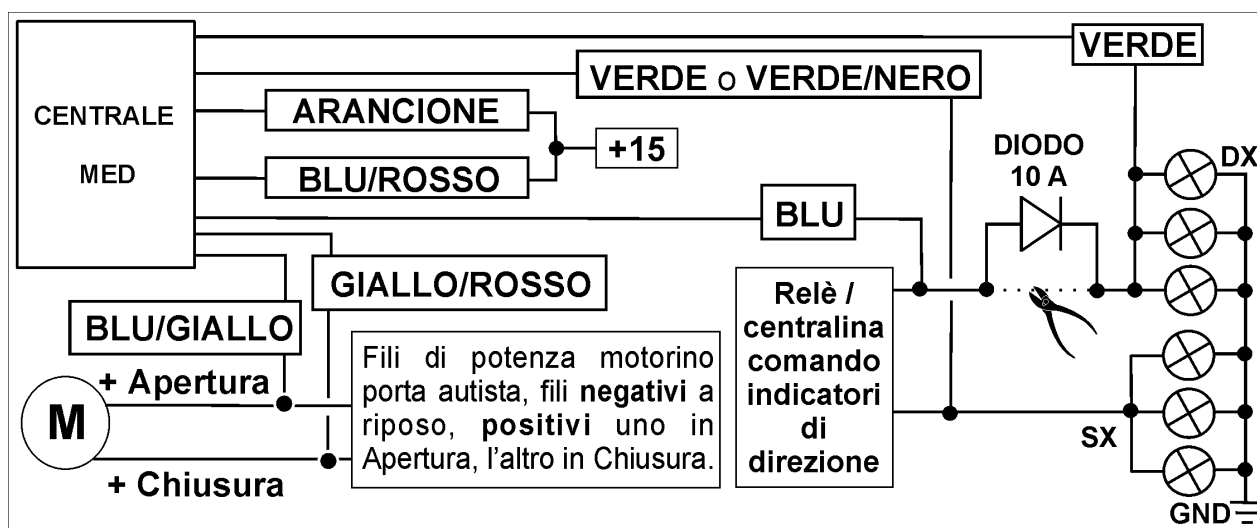 CENTRALE
MED
VERDE
VERDE o VERDE/NERO
ARANCIONE
+15
BLU/ROSSO
DIODO
10 A
DX
BLU
GIALLO/ROSSO
BLU/GIALLO
+ Apertura
M
+ Chiusura
Fili di potenza motorino
porta autista, fili negativi a
riposo, positivi uno in
Apertura, l'altro in Chiusura.
Relè /
centralina
comando
indicatori
di
direzione
SX
GND